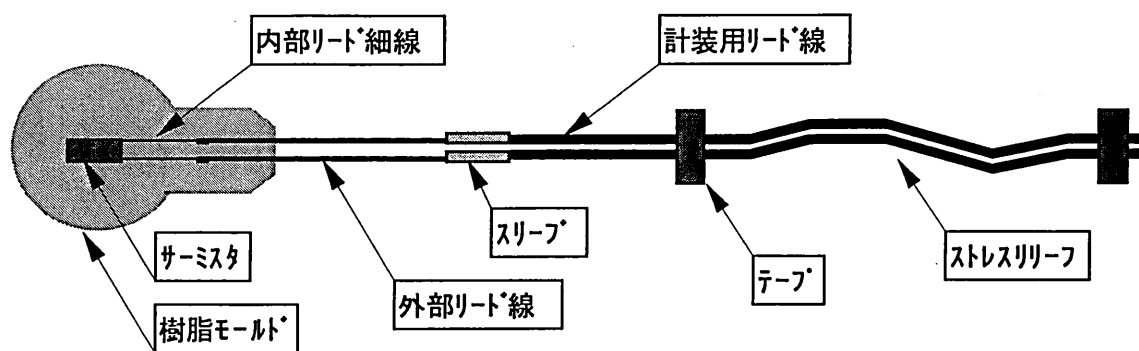 内部ﾘｰﾄﾞ細線
計装用ﾘｰﾄﾞ線
ｻｰﾐｽﾀ
ｽﾘｰﾌﾞ
ﾃｰﾌﾟ
ｽﾄﾚｽﾘﾘｰﾌ
外部ﾘｰﾄﾞ線
樹脂ﾓｰﾙﾄﾞ